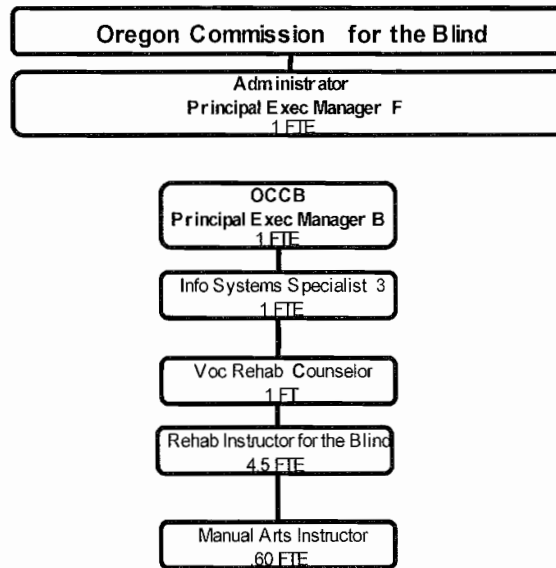 Oregon Commission for the Blind
Administrator
Principal Exec Manager F
1 FTE
OCCB
Principal Exec Manager B
1 FTE
Info Systems Specialist 3
1 FTE
Voc Rehab Counselor
1 FT
Rehab Instructor for the Blind
4.5 FTE
Manual Arts Instructor
.60 FTE